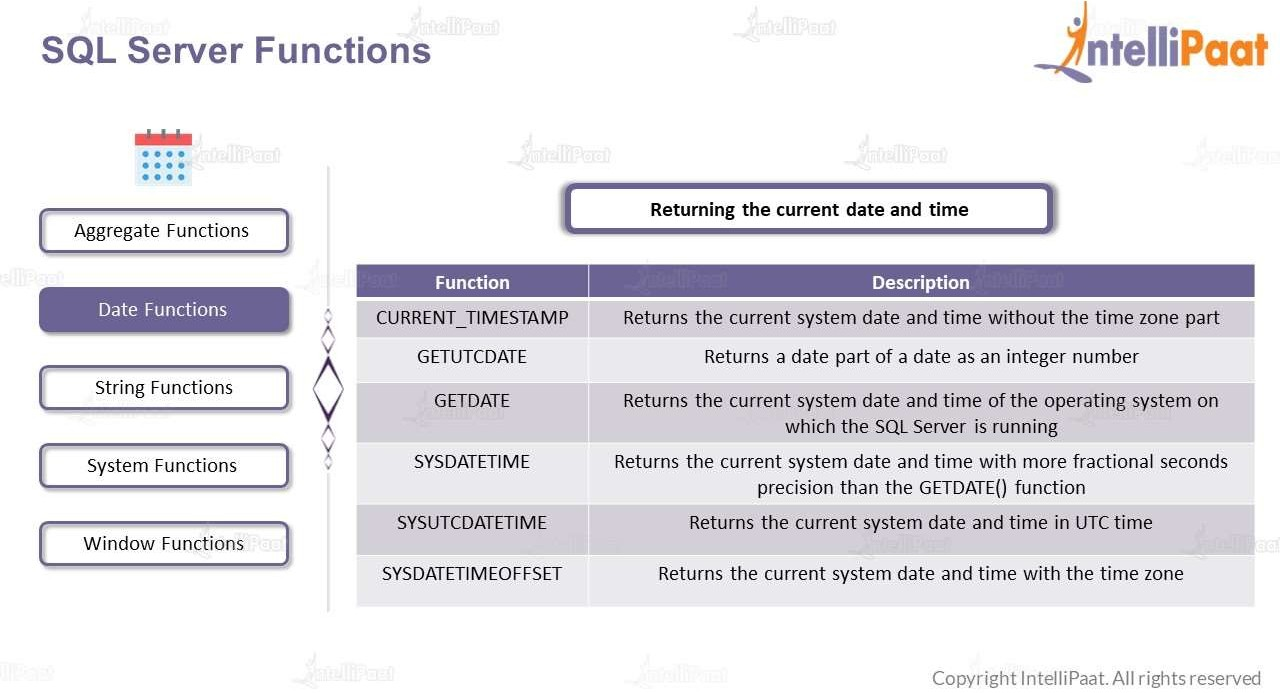 SQL Server Functions
IntelliPaat
Aggregate Functions
Date Functions
String Functions
System Functions
Window Functions
Returning the current date and time
Function Description
CURRENT_TIMESTAMP Returns the current system date and time without the time zone part
GETUTCDATE Returns a date part of a date as an integer number
GETDATE Returns the current system date and time of the operating system on
which the SQL Server is running
SYSDATETIME Returns the current system date and time with more fractional seconds
precision than the GETDATE() function
SYSUTCDATETIME Returns the current system date and time in UTC time
SYSDATETIMEOFFSET Returns the current system date and time with the time zone
Copyright IntelliPaat. All rights reserved